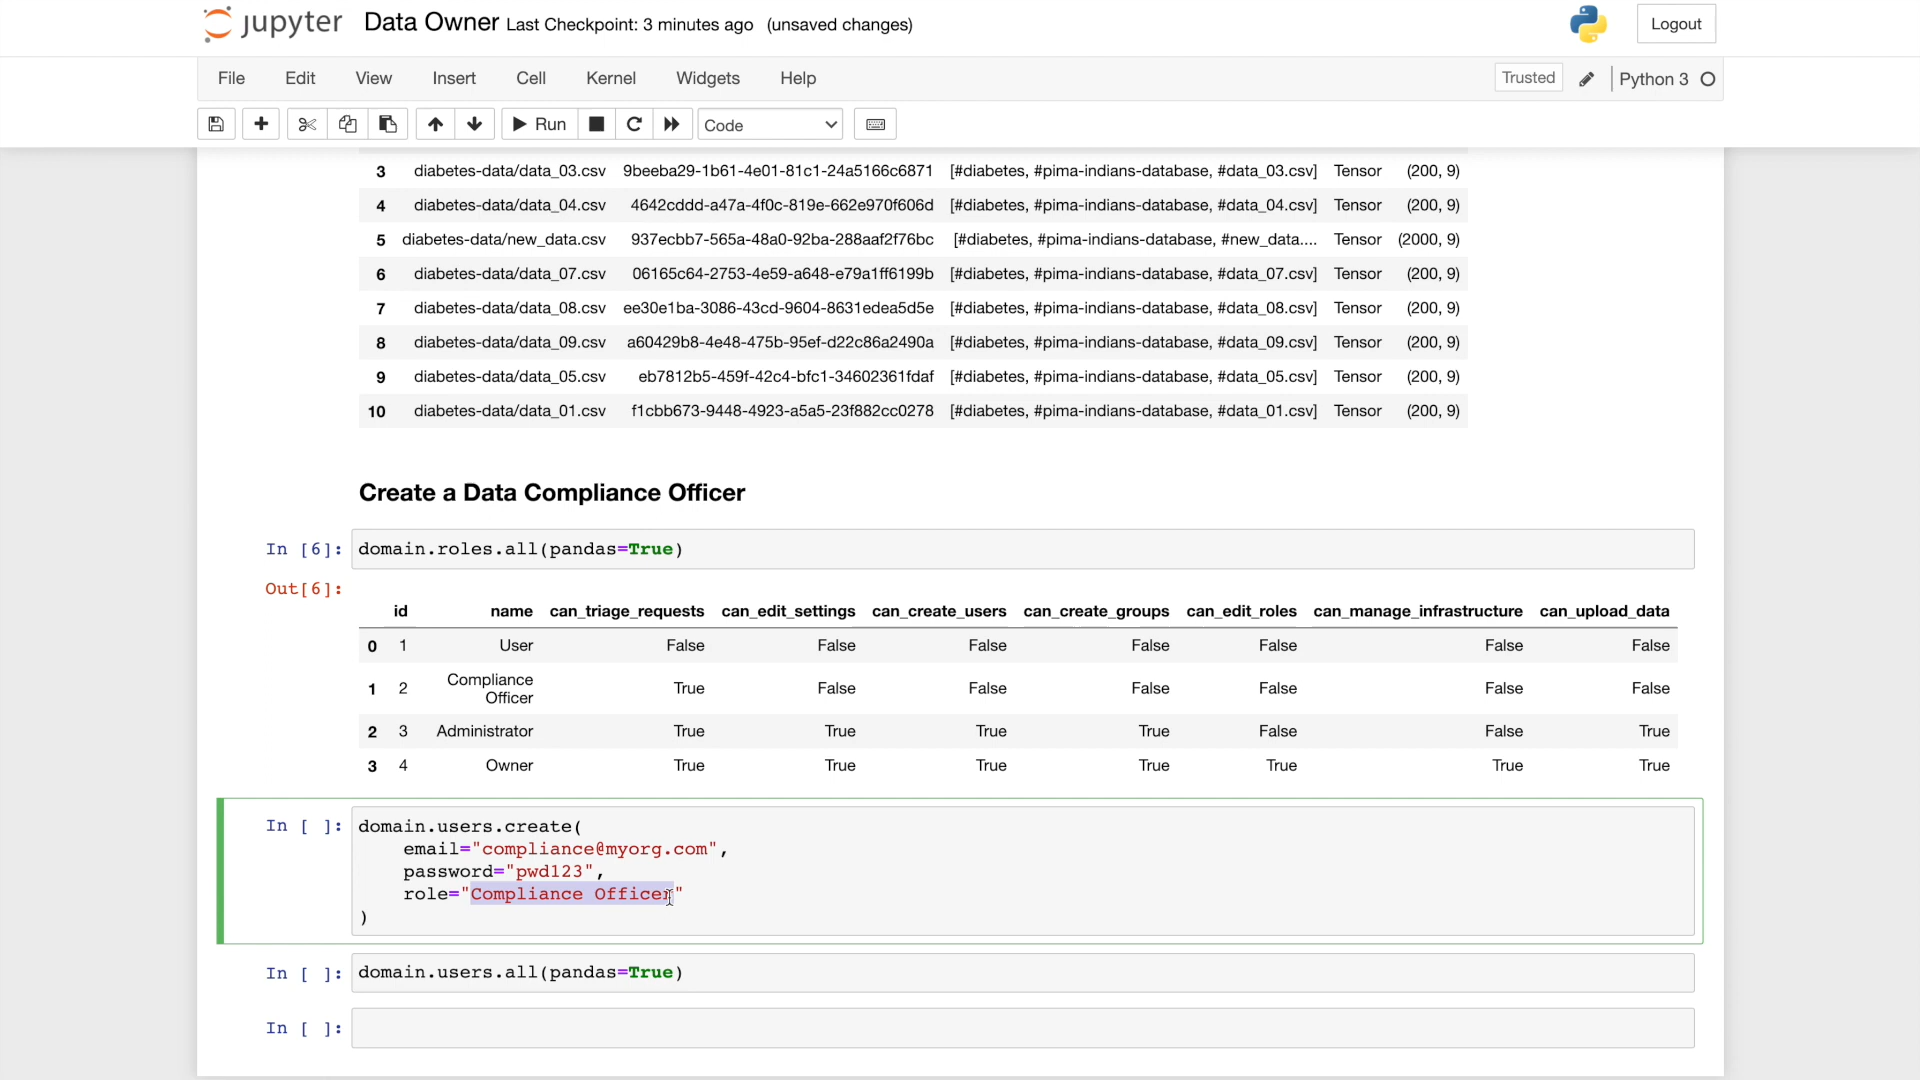 jupyter Data Owner Last Checkpoint: 3 minutes ago (unsaved changes) Logout
File Edit View Insert Cell Kernel Widgets Help Trusted Python 3
Run Code
3 diabetes-data/data_03.csv 9beeba29-1b61-4e01-81c1-24a5166c6871 [#diabetes, #pima-indians-database, #data_03.csv] Tensor (200, 9)
4 diabetes-data/data_04.csv 4642cddd-a47a-4f0c-819e-662e970f606d [#diabetes, #pima-indians-database, #data_04.csv] Tensor (200, 9)
5 diabetes-data/new_data.csv 937ecbb7-565a-48a0-92ba-288aaf2f76bc [#diabetes, #pima-indians-database, #new_data.... Tensor (2000, 9)
6 diabetes-data/data_07.csv 06165c64-2753-4e59-a648-e79a1ff6199b [#diabetes, #pima-indians-database, #data_07.csv] Tensor (200, 9)
7 diabetes-data/data_08.csv ee30e1ba-3086-43cd-9604-8631edea5d5e [#diabetes, #pima-indians-database, #data_08.csv] Tensor (200, 9)
8 diabetes-data/data_09.csv a60429b8-4e48-475b-95ef-d22c86a2490a [#diabetes, #pima-indians-database, #data_09.csv] Tensor (200, 9)
9 diabetes-data/data_05.csv eb7812b5-459f-42c4-bfc1-34602361fdaf [#diabetes, #pima-indians-database, #data_05.csv] Tensor (200, 9)
10 diabetes-data/data_01.csv f1cbb673-9448-4923-a5a5-23f882cc0278 [#diabetes, #pima-indians-database, #data_01.csv] Tensor (200, 9)
Create a Data Compliance Officer
In [6]: domain.roles.all(pandas=True)
Out[6]:
id name can_triage_requests can_edit_settings can_create_users can_create_groups can_edit_roles can_manage_infrastructure can_upload_data
0 1 User False False False False False False False
1 2 Compliance Officer True False False False False False False
2 3 Administrator True True True True False False True
3 4 Owner True True True True True True True
In [ ]: domain.users.create(
email="compliance@myorg.com",
password="pwd123",
role="Compliance Officer"
)
In [ ]: domain.users.all(pandas=True)
In [ ]: